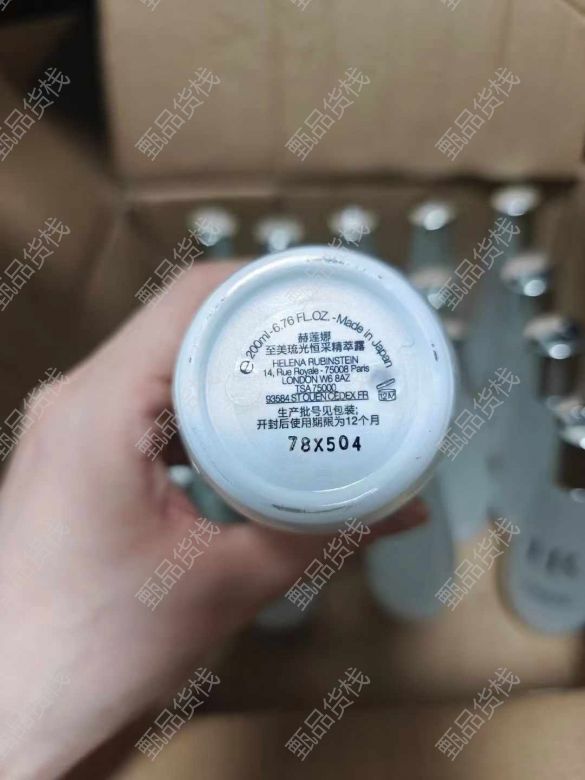 甄品货栈
e 200ml-6.76 FL.OZ.-Made in Japan
赫莲娜
至美琉光恒采精萃露
HELENA RUBINSTEIN
14, Rue Royale - 75008 Paris
LONDON W6 8AZ
TSA 75000
93584 ST QUEN CEDEX.FR
12M
生产批号见包装;
开封后使用期限为12个月
78X504
HR